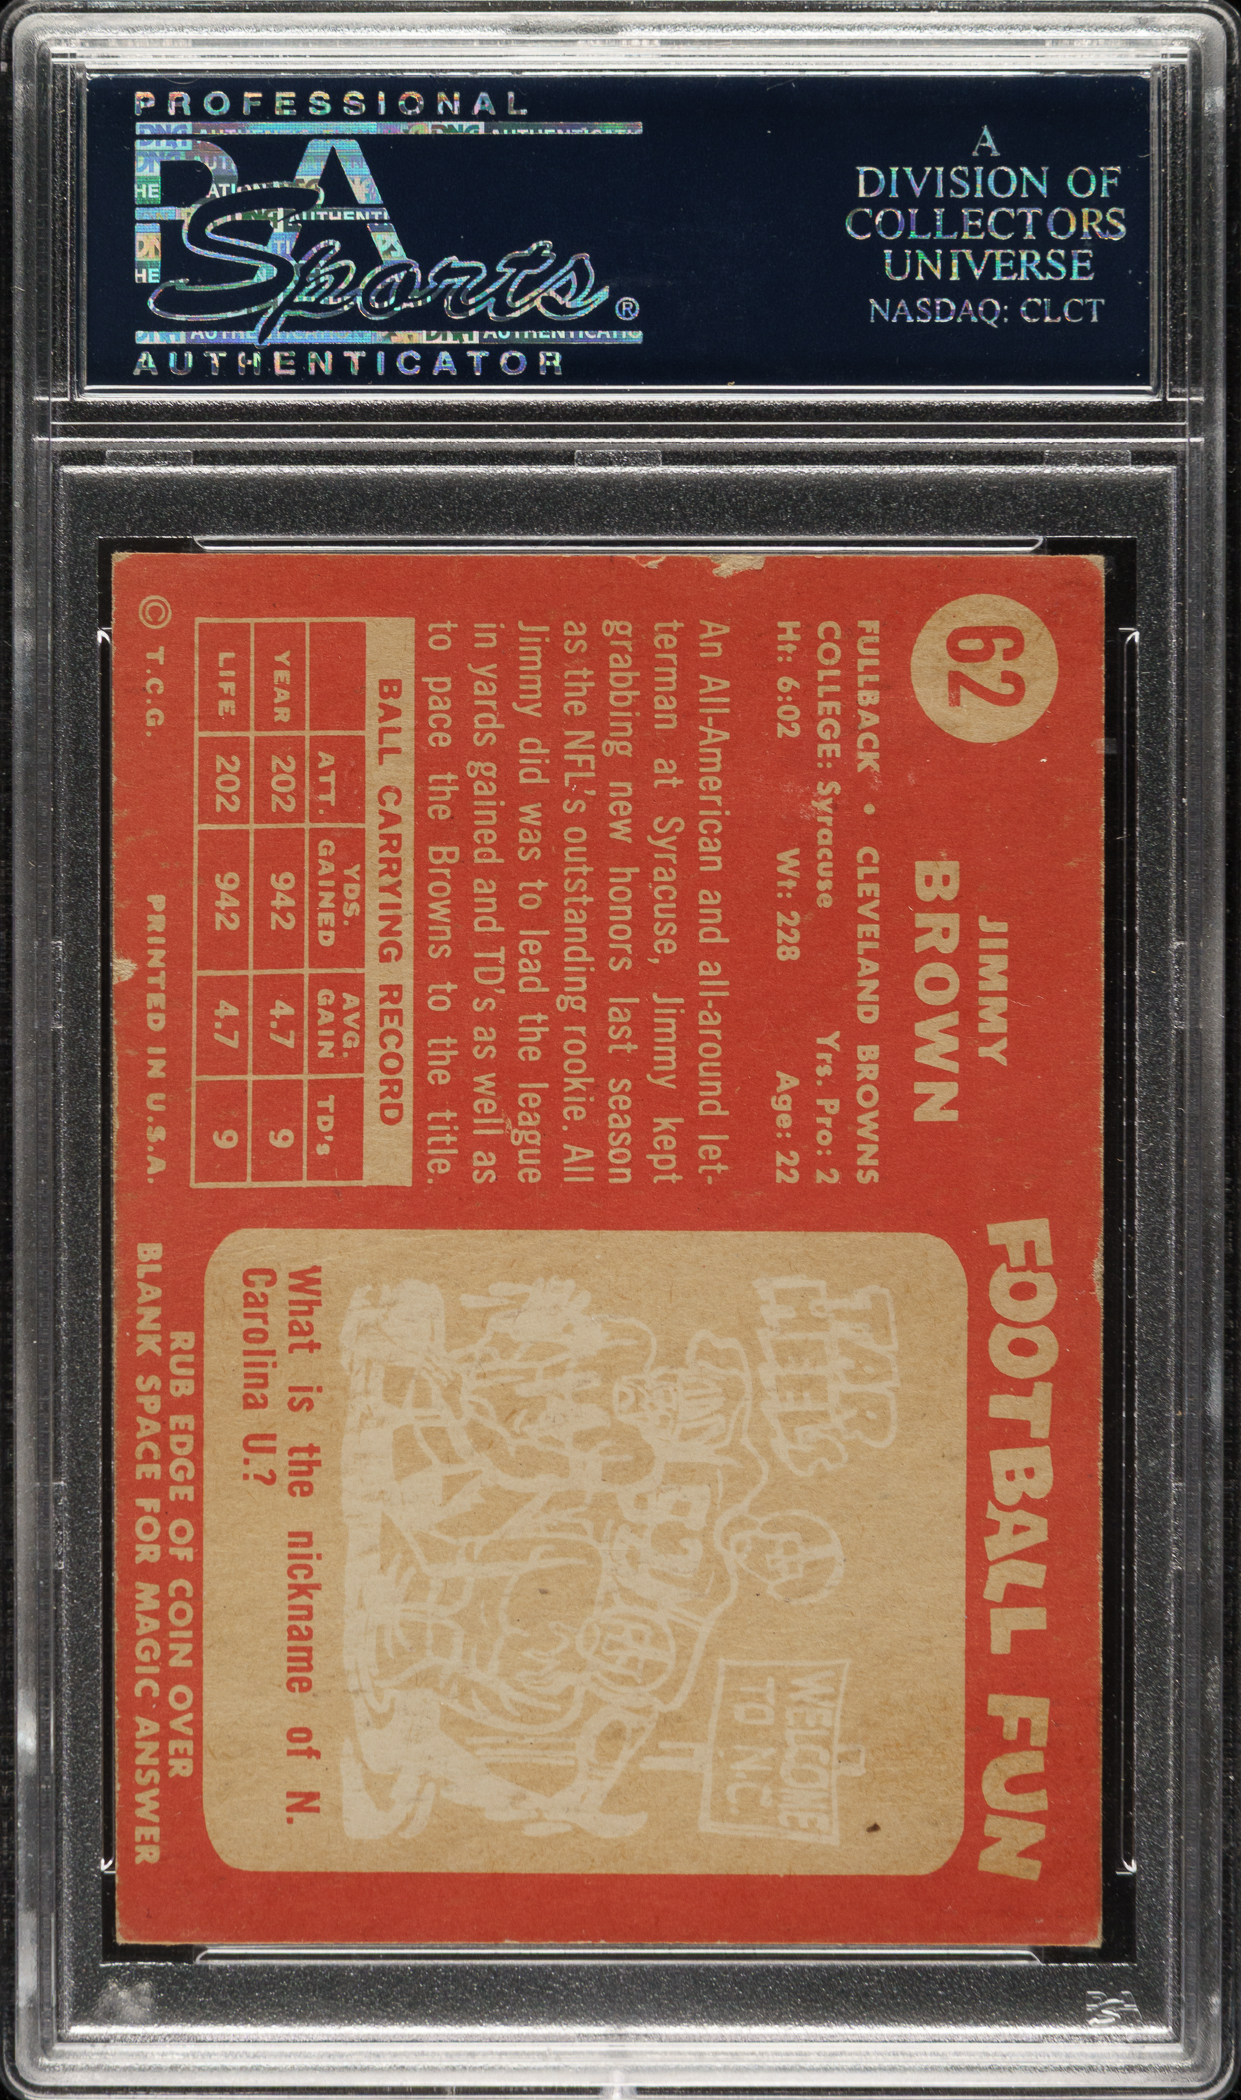 PROFESSIONAL
PSA
Sports®
AUTHENTICATOR
A
DIVISION OF
COLLECTORS
UNIVERSE
NASDAQ: CLCT
62
JIMMY
BROWN
FULLBACK • CLEVELAND BROWNS
COLLEGE: Syracuse Yrs. Pro: 2
Ht: 6:02 Wt: 228 Age: 22
An All-American and all-around let-
terman at Syracuse, Jimmy kept
grabbing new honors last season
as the NFL's outstanding rookie. All
Jimmy did was to lead the league
in yards gained and TD's as well as
to pace the Browns to the title.
BALL CARRYING RECORD
ATT. YDS. GAINED AVG. GAIN TD's
YEAR 202 942 4.7 9
LIFE 202 942 4.7 9
© T.C.G. PRINTED IN U.S.A.
FOOTBALL FUN
TAR
HEELS
WELCOME
TO N.C.
What is the nickname of N.
Carolina U.?
RUB EDGE OF COIN OVER
BLANK SPACE FOR MAGIC ANSWER
PSA